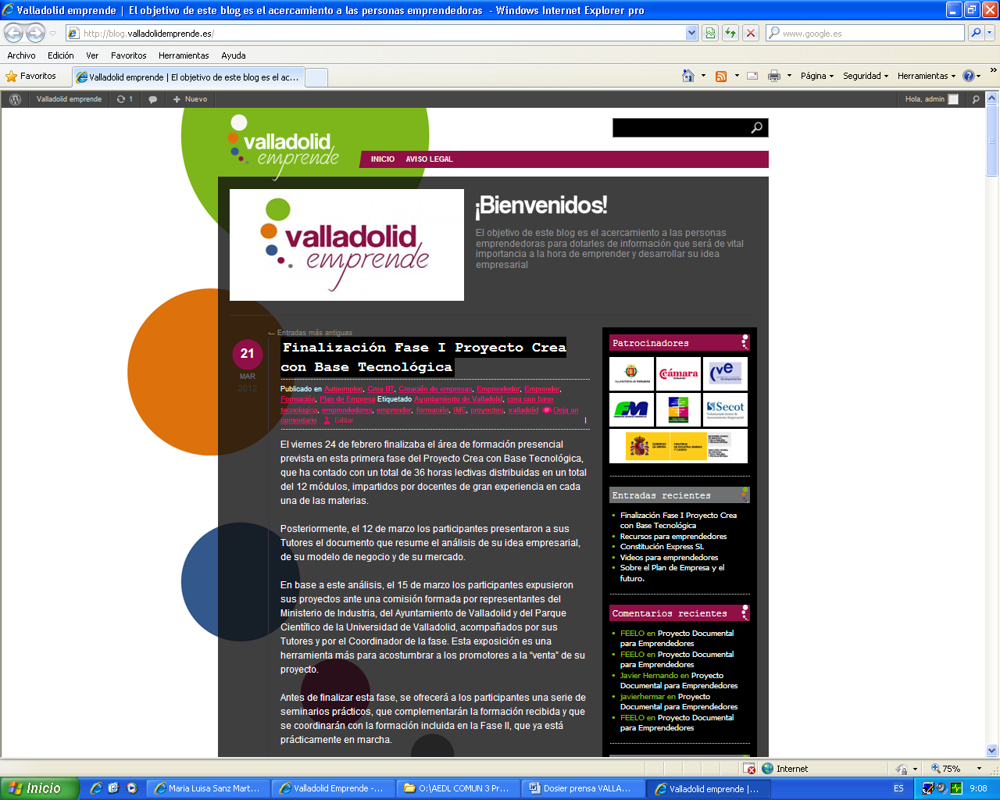 Valladolid emprende | El objetivo de este blog es el acercamiento a las personas emprendedoras - Windows Internet Explorer pro
http://blog.valladolidemprende.es/
www.google.es
Archivo Edición Ver Favoritos Herramientas Ayuda
Favoritos
Valladolid emprende | El objetivo de este blog es el ac...
Página Seguridad Herramientas
Valladolid emprende 1 + Nuevo
Hola, admin
valladolid
emprende
INICIO AVISO LEGAL
valladolid
emprende
¡Bienvenidos!
El objetivo de este blog es el acercamiento a las personas
emprendedoras para dotarles de información que será de vital
importancia a la hora de emprender y desarrollar su idea
empresarial
← Entradas más antiguas
21
MAR
2012
Finalización Fase I Proyecto Crea
con Base Tecnológica
Publicado en Autoempleo, Crea BT, Creación de empresas, Emprendedor, Emprender,
Formación, Plan de Empresa Etiquetado Ayuntamiento de Valladolid, crea con base
tecnologica, emprendedores, emprender, formación, IME, proyectos, valladolid Deja un
comentario Editar |
El viernes 24 de febrero finalizaba el área de formación presencial
prevista en esta primera fase del Proyecto Crea con Base Tecnológica,
que ha contado con un total de 36 horas lectivas distribuidas en un total
del 12 módulos, impartidos por docentes de gran experiencia en cada
una de las materias.
Posteriormente, el 12 de marzo los participantes presentaron a sus
Tutores el documento que resume el análisis de su idea empresarial,
de su modelo de negocio y de su mercado.
En base a este análisis, el 15 de marzo los participantes expusieron
sus proyectos ante una comisión formada por representantes del
Ministerio de Industria, del Ayuntamiento de Valladolid y del Parque
Científico de la Universidad de Valladolid, acompañados por sus
Tutores y por el Coordinador de la fase. Esta exposición es una
herramienta más para acostumbrar a los promotores a la “venta” de su
proyecto.
Antes de finalizar esta fase, se ofrecerá a los participantes una serie de
seminarios prácticos, que complementarán la formación recibida y que
se coordinarán con la formación incluida en la Fase II, que ya está
prácticamente en marcha.
Patrocinadores
Ayuntamiento de Valladolid
Cámara
Valladolid
cve
Secot
GOBIERNO DE ESPAÑA
Entradas recientes
Finalización Fase I Proyecto Crea
con Base Tecnológica
Recursos para emprendedores
Constitución Express SL
Videos para emprendedores
Sobre el Plan de Empresa y el
futuro.
Comentarios recientes
FEELO en Proyecto Documental
para Emprendedores
FEELO en Proyecto Documental
para Emprendedores
Javier Hernando en Proyecto
Documental para Emprendedores
javierhermar en Proyecto
Documental para Emprendedores
FEELO en Proyecto Documental
para Emprendedores
Internet
75%
Inicio
Maria Luisa Sanz Mart...
Valladolid Emprende -...
O:\AEDL COMUN 3 Pr...
Dosier prensa VALLA...
Valladolid emprende |...
ES
9:08